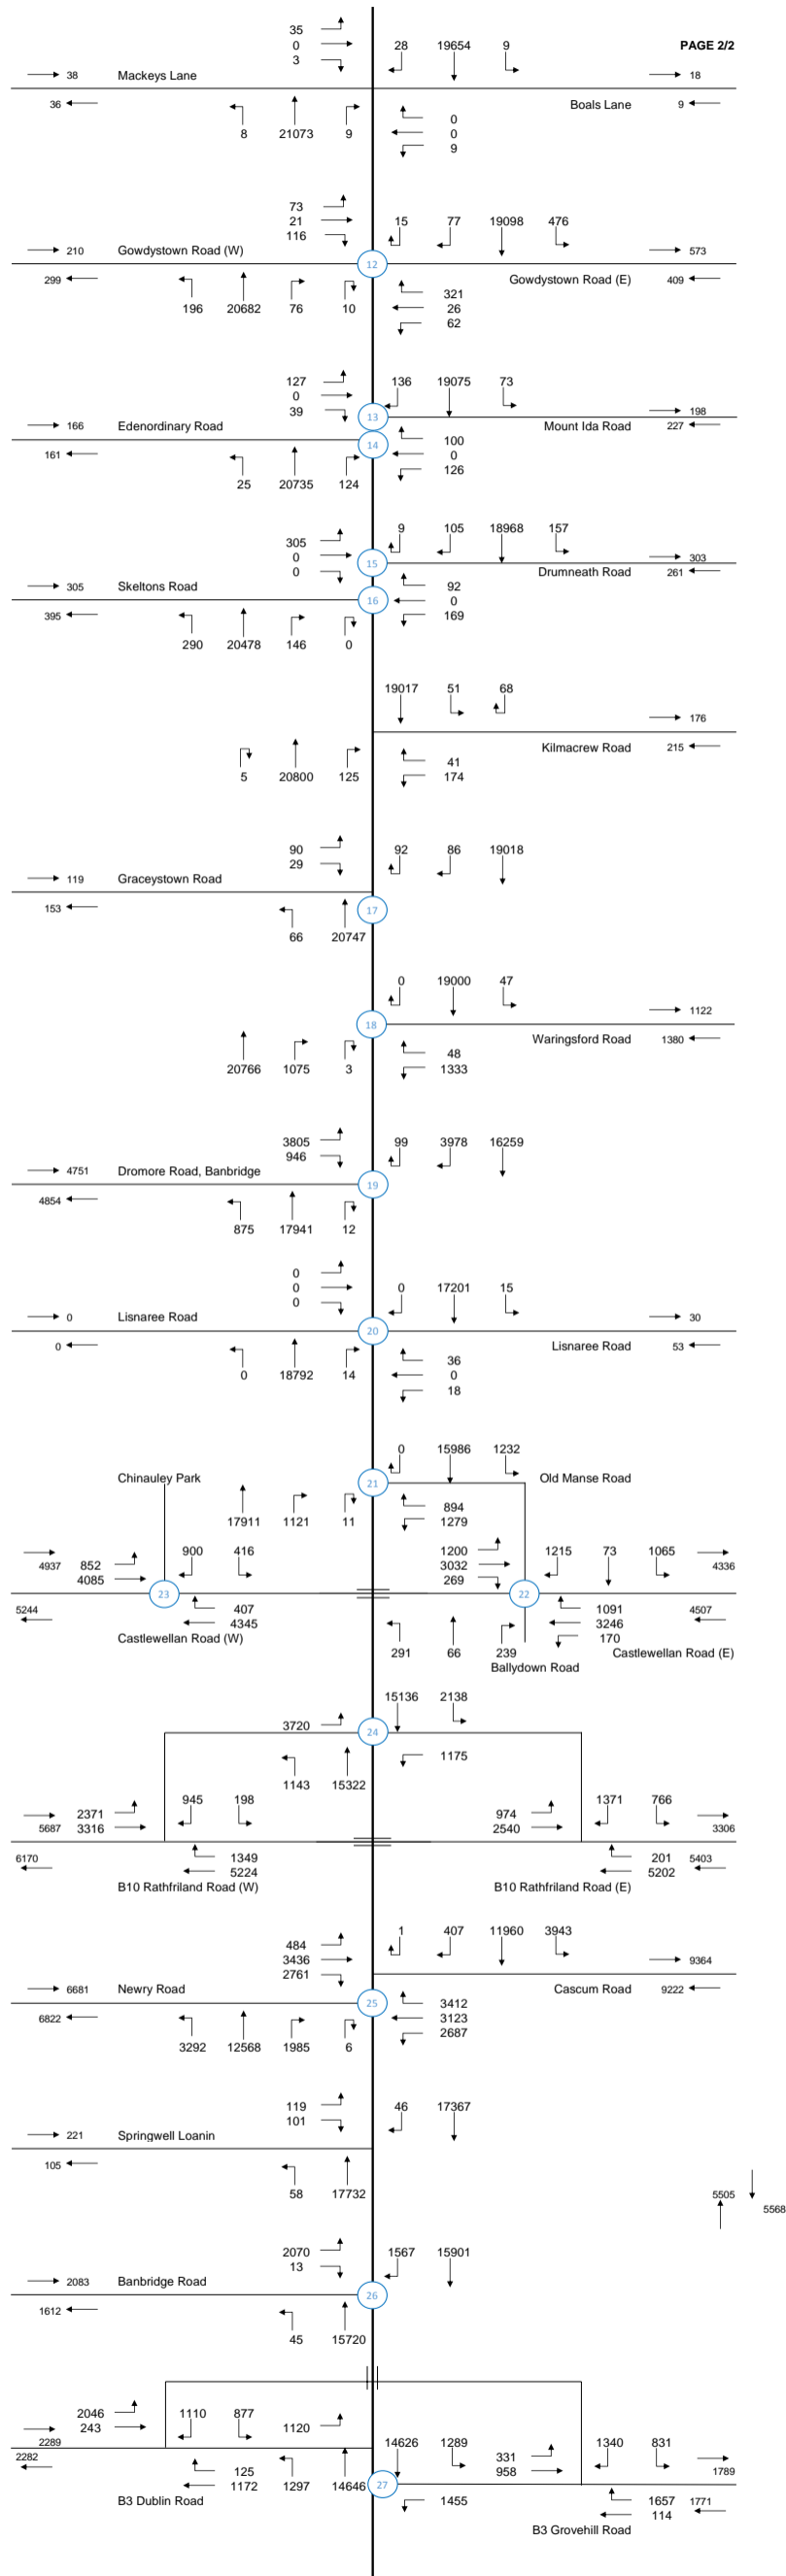 35
0 28 19654 9 PAGE 2/2
3
38 Mackeys Lane 18
36 Boals Lane 9
8 21073 9 0
0
9
73
21 15 77 19098 476
116
210 Gowdystown Road (W) 573
12
299 Gowdystown Road (E) 409
196 20682 76 10 321
26
62
127 136 19075 73
0
39
13
198
166 Edenordinary Road Mount Ida Road 227
14
161
100
0
25 20735 124 126
305 9 105 18968 157
0
0
15
303
Drumneath Road 261
305 Skeltons Road 92
16 0
395 169
290 20478 146 0
19017 51 68
176
Kilmacrew Road 215
5 20800 125 41
174
90 92 86 19018
29
119 Graceystown Road
153 17
66 20747
0 19000 47
1122
18
Waringsford Road 1380
20766 1075 3 48
1333
3805 99 3978 16259
946
4751 Dromore Road, Banbridge
19
4854
875 17941 12
0
0 0 17201 15
0
0 Lisnaree Road 30
20
0 Lisnaree Road 53
0 18792 14 36
0
18
0 15986 1232
Chinauley Park 21 Old Manse Road
17911 1121 11 894
1279
4937 852 900 416 1200 1215 73 1065 4336
4085 3032
269
23 22
5244 407 1091 4507
4345 3246
170
Castlewellan Road (W) 291 66 239 Castlewellan Road (E)
Ballydown Road
15136 2138
3720 24
1143 15322 1175
5687 2371 945 198 974 1371 766 3306
3316 2540
6170 1349 201 5403
5224 5202
B10 Rathfriland Road (W) B10 Rathfriland Road (E)
484 1 407 11960 3943
3436
2761
9364
6681 Newry Road Cascum Road 9222
25
6822 3412
3123
3292 12568 1985 6 2687
119 46 17367
101
221 Springwell Loanin
105
58 17732
5505
5568
2070 1567 15901
13
2083 Banbridge Road
26
1612
45 15720
2046 1110 877 1120
243
2289
14626 1289 331 1340 831
958 1789
2282
125 27
1172 1297 14646
B3 Dublin Road 1455 1657 1771
114
B3 Grovehill Road